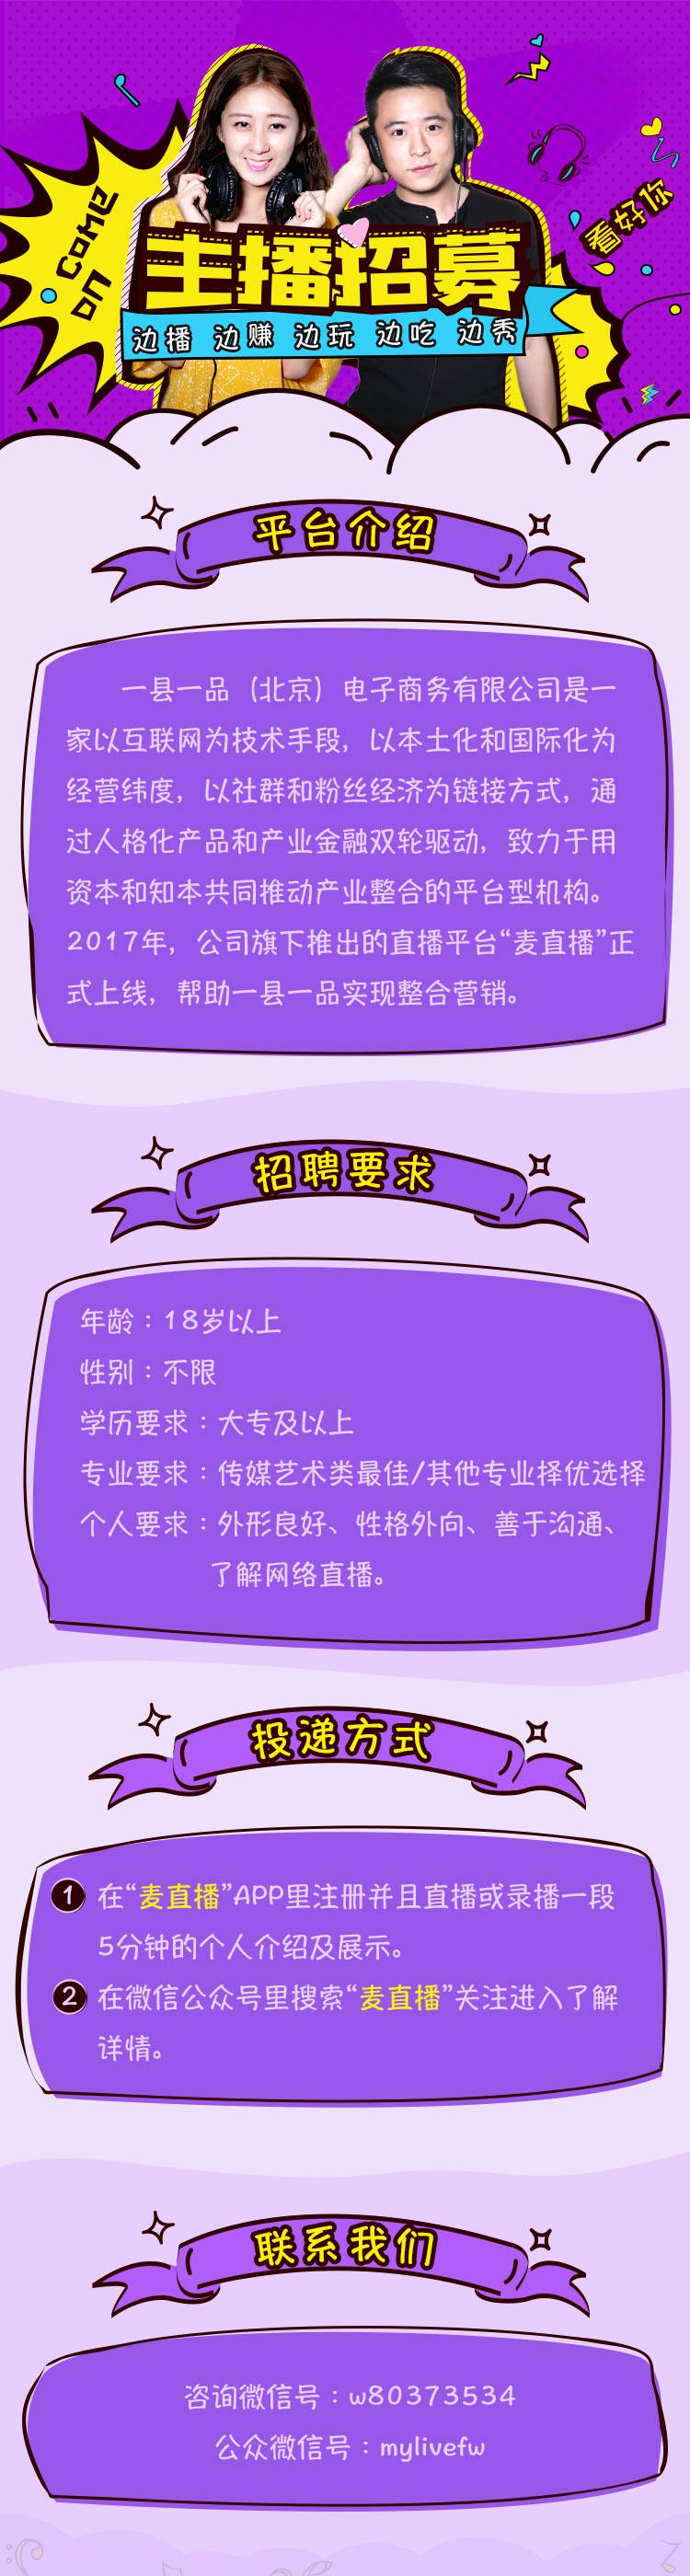 come
on
看好你
主播招募
边播 边赚 边玩 边吃 边秀
平台介绍
一县一品（北京）电子商务有限公司是一
家以互联网为技术手段，以本土化和国际化为
经营纬度，以社群和粉丝经济为链接方式，通
过人格化产品和产业金融双轮驱动，致力于用
资本和知本共同推动产业整合的平台型机构。
2017年，公司旗下推出的直播平台“麦直播”正
式上线，帮助一县一品实现整合营销。
招聘要求
年龄：18岁以上
性别：不限
学历要求：大专及以上
专业要求：传媒艺术类最佳/其他专业择优选择
个人要求：外形良好、性格外向、善于沟通、
了解网络直播。
投递方式
1 在“麦直播”APP里注册并且直播或录播一段
5分钟的个人介绍及展示。
2 在微信公众号里搜索“麦直播”关注进入了解
详情。
联系我们
咨询微信号：w80373534
公众微信号：mylivefw